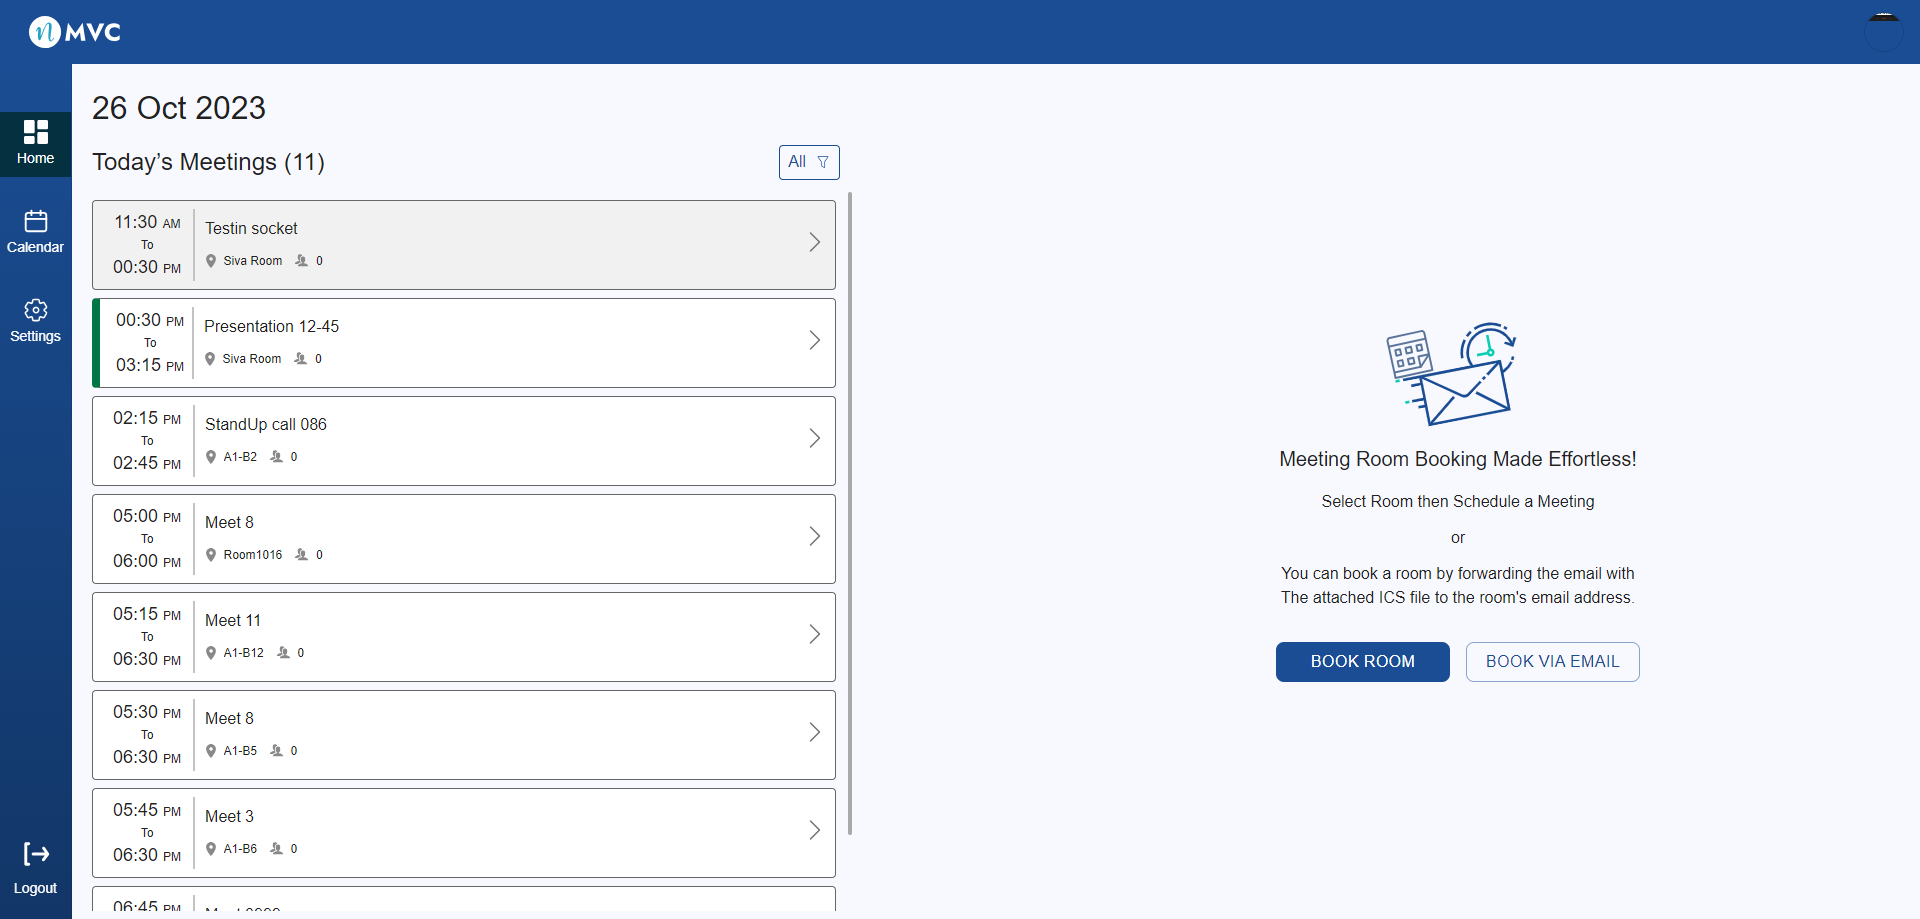 n MVC
26 Oct 2023
Today’s Meetings (11)
All
Home
Calendar
Settings
Logout
11:30 AM
To
00:30 PM
Testin socket
Siva Room 0
00:30 PM
To
03:15 PM
Presentation 12-45
Siva Room 0
02:15 PM
To
02:45 PM
StandUp call 086
A1-B2 0
05:00 PM
To
06:00 PM
Meet 8
Room1016 0
05:15 PM
To
06:30 PM
Meet 11
A1-B12 0
05:30 PM
To
06:30 PM
Meet 8
A1-B5 0
05:45 PM
To
06:30 PM
Meet 3
A1-B6 0
06:45 PM
Meeting Room Booking Made Effortless!
Select Room then Schedule a Meeting
or
You can book a room by forwarding the email with
The attached ICS file to the room's email address.
BOOK ROOM
BOOK VIA EMAIL